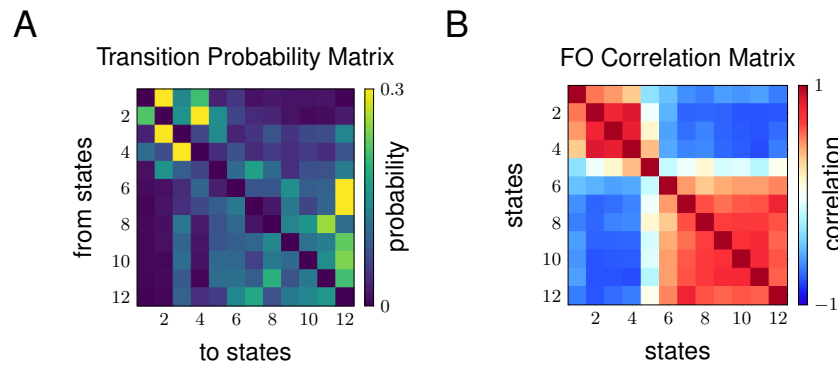 A
Transition Probability Matrix
from states
2
4
6
8
10
12
2 4 6 8 10 12
to states
0.3
0
probability
B
FO Correlation Matrix
states
2
4
6
8
10
12
2 4 6 8 10 12
states
1
−1
correlation